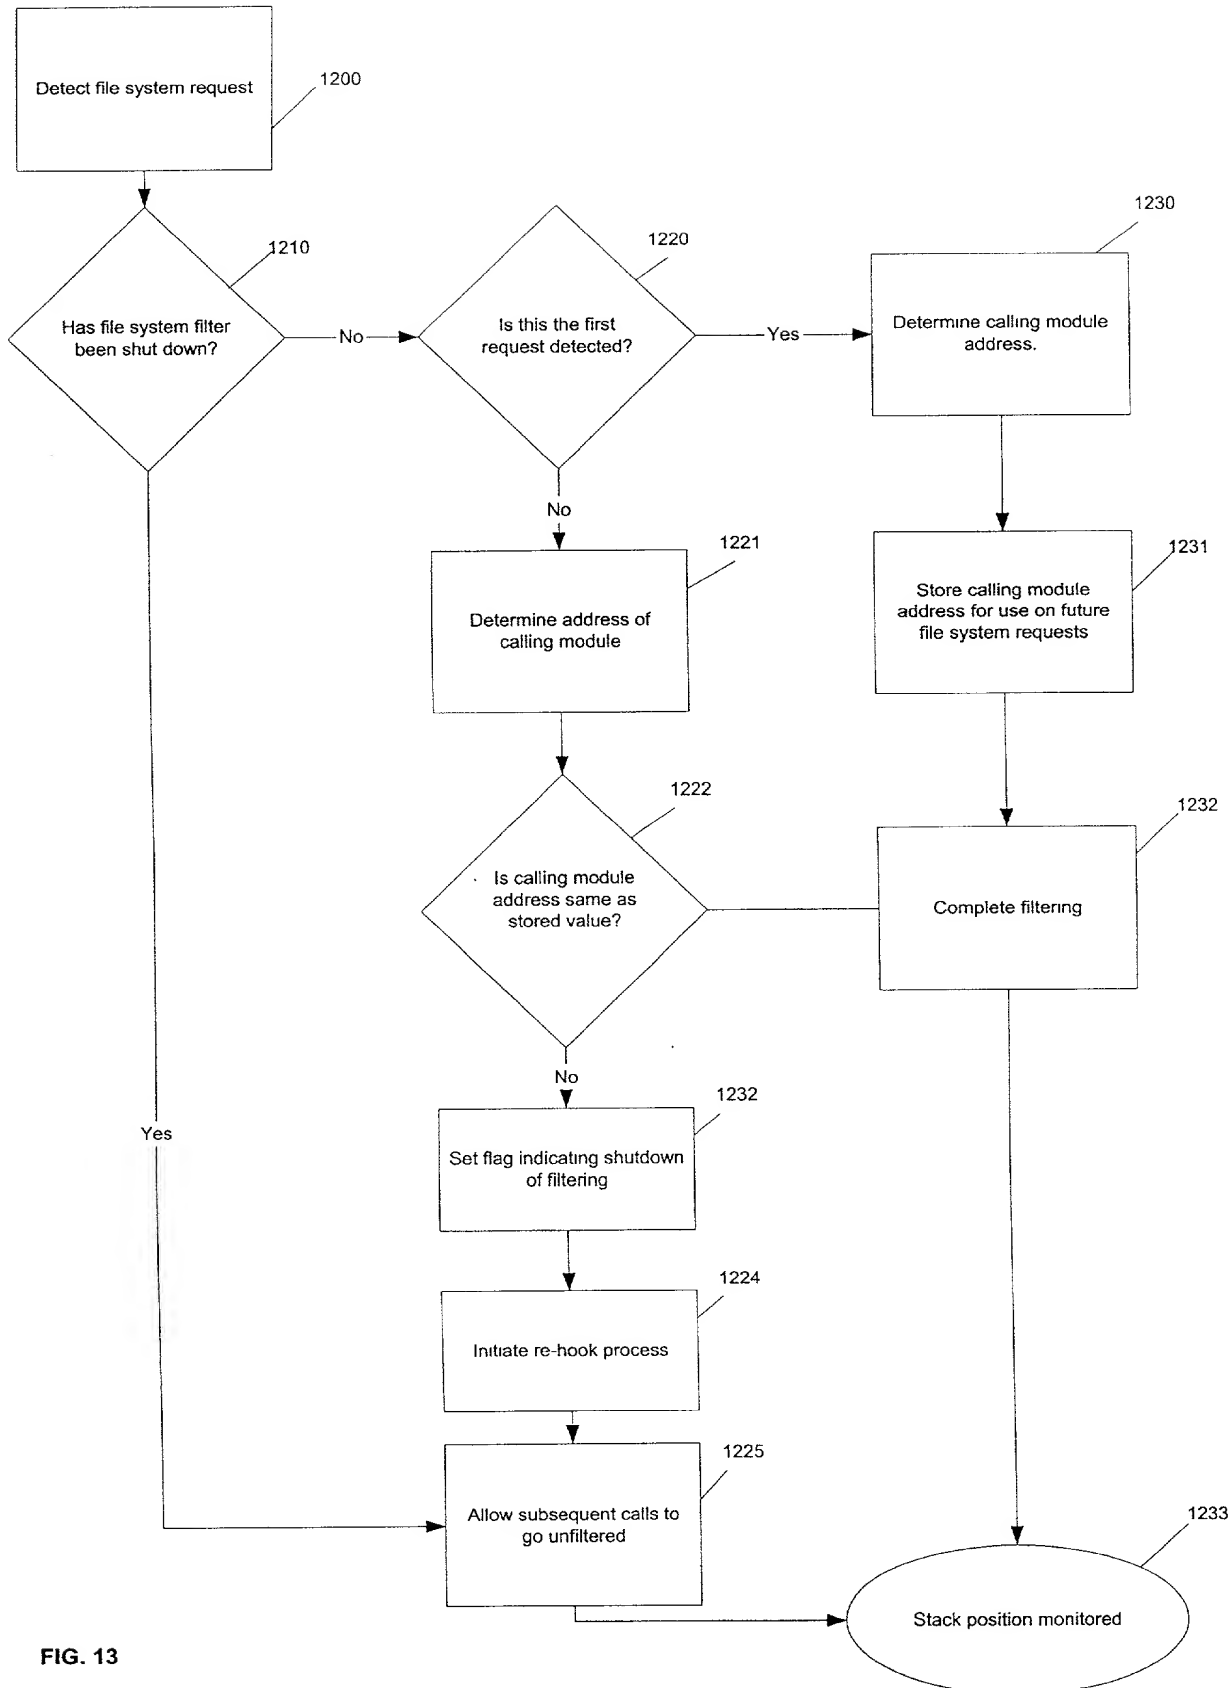 Detect file system request
1200
1230
1210
1220
Has file system filter
been shut down?
No
Is this the first
request detected?
Yes
Determine calling module
address.
No
1221
1231
Determine address of
calling module
Store calling module
address for use on future
file system requests
1222
1232
Is calling module
address same as
stored value?
Complete filtering
No
1232
Yes
Set flag indicating shutdown
of filtering
1224
Initiate re-hook process
1225
Allow subsequent calls to
go unfiltered
1233
Stack position monitored
FIG. 13